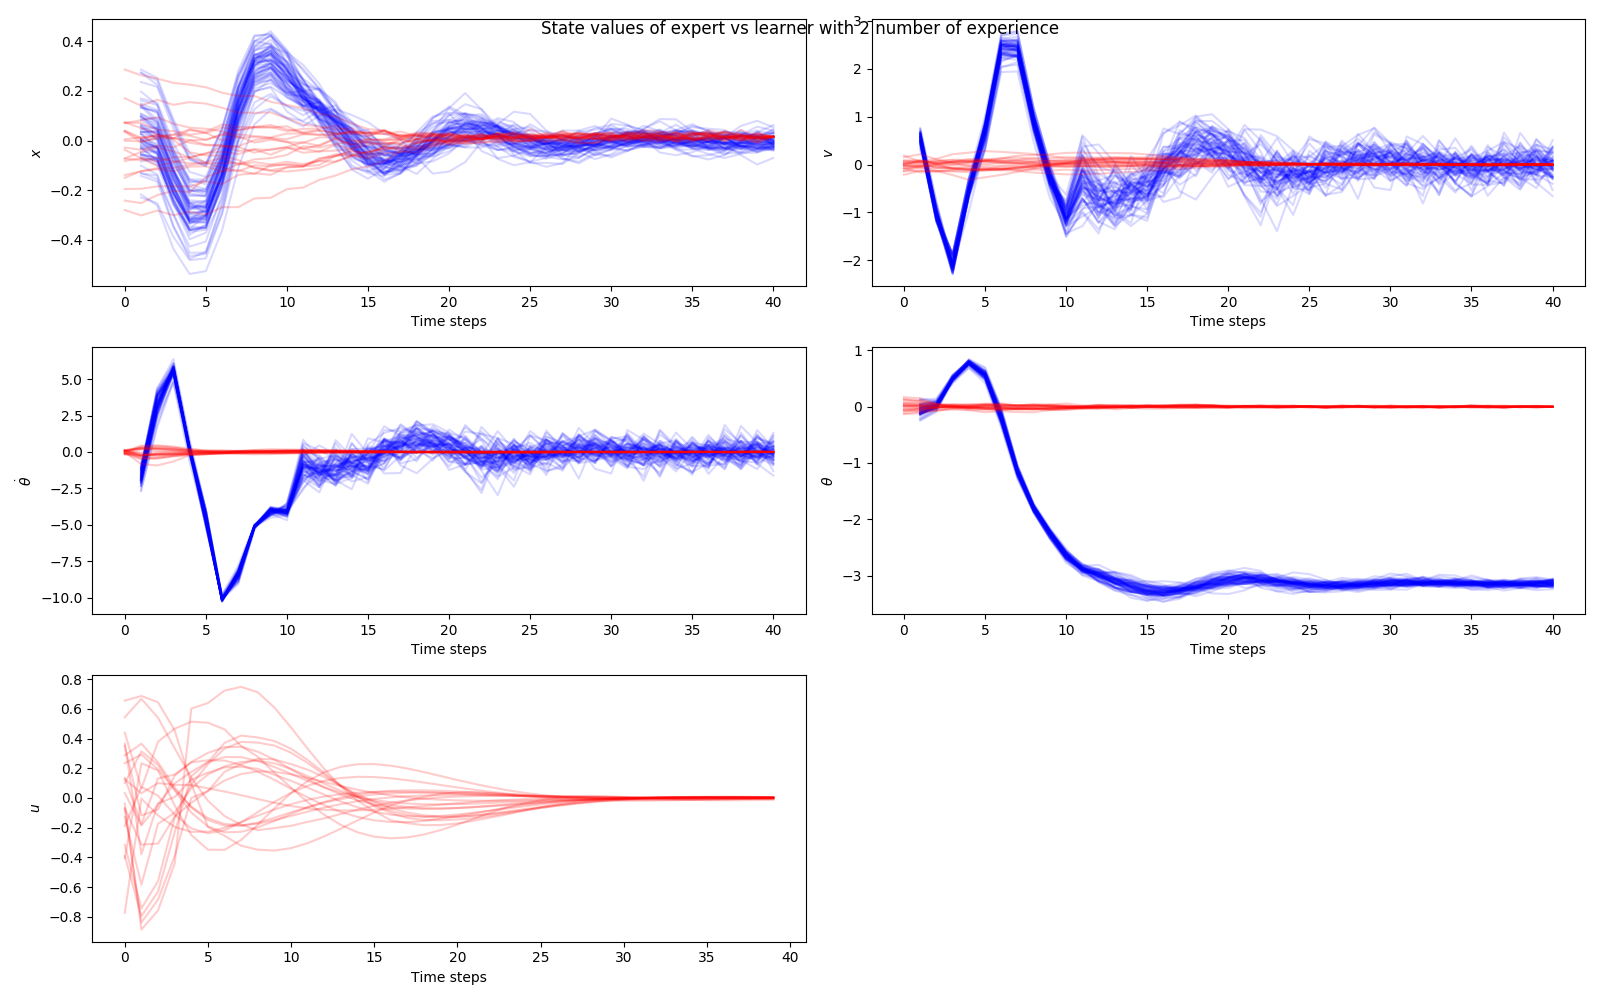 State values of expert vs learner with 2 number of experience
0.4
0.2
0.0
−0.2
−0.4
x
0 5 10 15 20 25 30 35 40
Time steps
3
2
1
0
−1
−2
v
0 5 10 15 20 25 30 35 40
Time steps
5.0
2.5
0.0
−2.5
−5.0
−7.5
−10.0
θ̇
0 5 10 15 20 25 30 35 40
Time steps
1
0
−1
−2
−3
θ
0 5 10 15 20 25 30 35 40
Time steps
0.8
0.6
0.4
0.2
0.0
−0.2
−0.4
−0.6
−0.8
u
0 5 10 15 20 25 30 35 40
Time steps